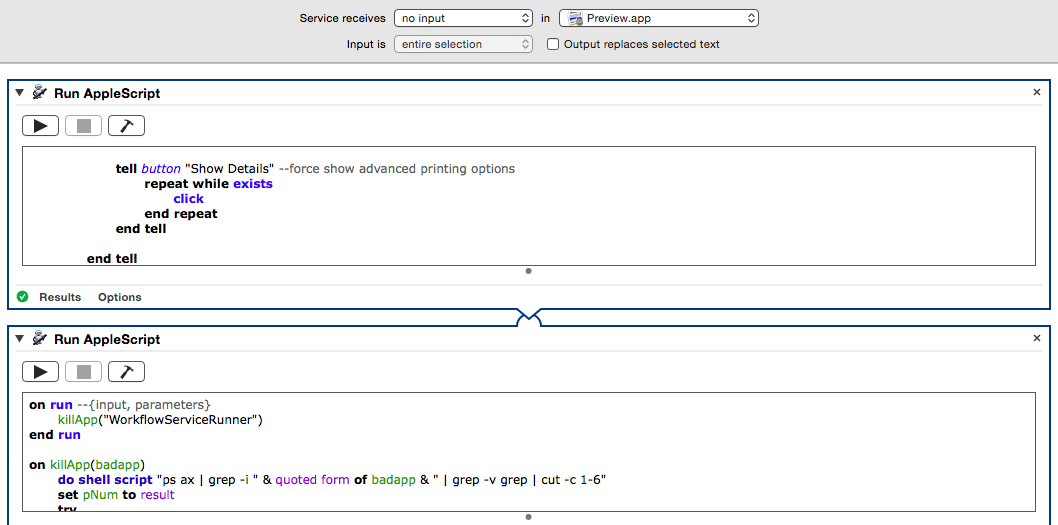 Service receives no input in Preview.app
Input is entire selection Output replaces selected text
Run AppleScript
tell button "Show Details" --force show advanced printing options
repeat while exists
click
end repeat
end tell
end tell
Results Options
Run AppleScript
on run --{input, parameters}
killApp("WorkflowServiceRunner")
end run
on killApp(badapp)
do shell script "ps ax | grep -i " & quoted form of badapp & " | grep -v grep | cut -c 1-6"
set pNum to result
try